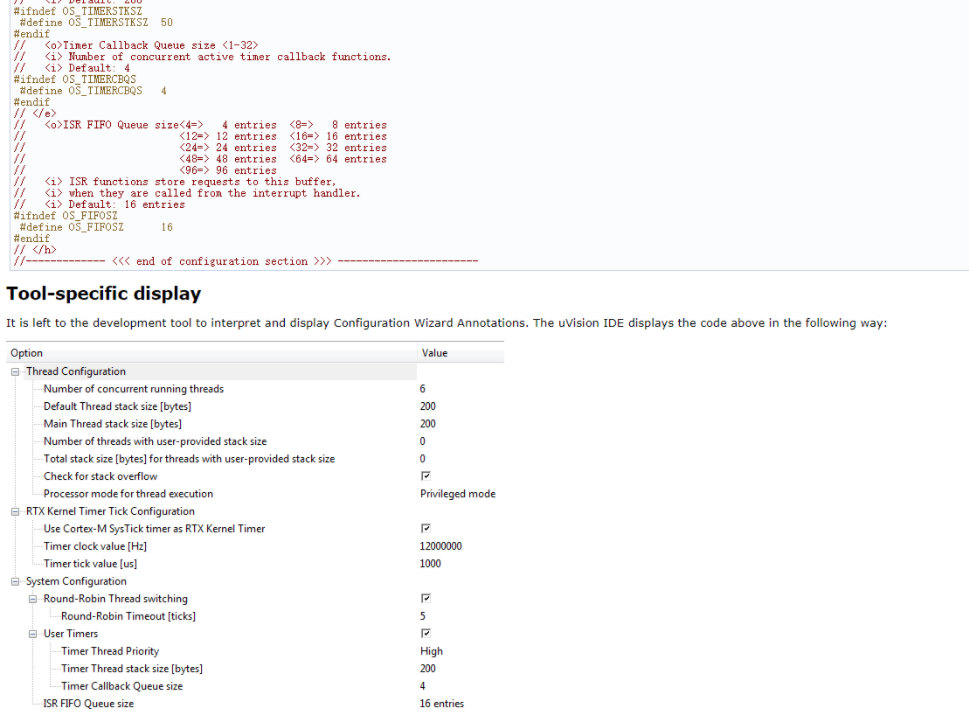 //   <i> Default: 200
#ifndef OS_TIMERSTKSZ
 #define OS_TIMERSTKSZ  50
#endif
//   <o>Timer Callback Queue size <1-32>
//   <i> Number of concurrent active timer callback functions.
//   <i> Default: 4
#ifndef OS_TIMERCBQS
 #define OS_TIMERCBQS   4
#endif
// </e>
//   <o>ISR FIFO Queue size<4=>   4 entries  <8=>   8 entries
//                         <12=> 12 entries  <16=> 16 entries
//                         <24=> 24 entries  <32=> 32 entries
//                         <48=> 48 entries  <64=> 64 entries
//                         <96=> 96 entries
//   <i> ISR functions store requests to this buffer,
//   <i> when they are called from the interrupt handler.
//   <i> Default: 16 entries
#ifndef OS_FIFOSZ
 #define OS_FIFOSZ      16
#endif
// </h>
//------------- <<< end of configuration section >>> -----------------------
Tool-specific display
It is left to the development tool to interpret and display Configuration Wizard Annotations. The uVision IDE displays the code above in the following way:
Option Value
Thread Configuration
Number of concurrent running threads 6
Default Thread stack size [bytes] 200
Main Thread stack size [bytes] 200
Number of threads with user-provided stack size 0
Total stack size [bytes] for threads with user-provided stack size 0
Check for stack overflow
Processor mode for thread execution Privileged mode
RTX Kernel Timer Tick Configuration
Use Cortex-M SysTick timer as RTX Kernel Timer
Timer clock value [Hz] 12000000
Timer tick value [us] 1000
System Configuration
Round-Robin Thread switching
Round-Robin Timeout [ticks] 5
User Timers
Timer Thread Priority High
Timer Thread stack size [bytes] 200
Timer Callback Queue size 4
ISR FIFO Queue size 16 entries